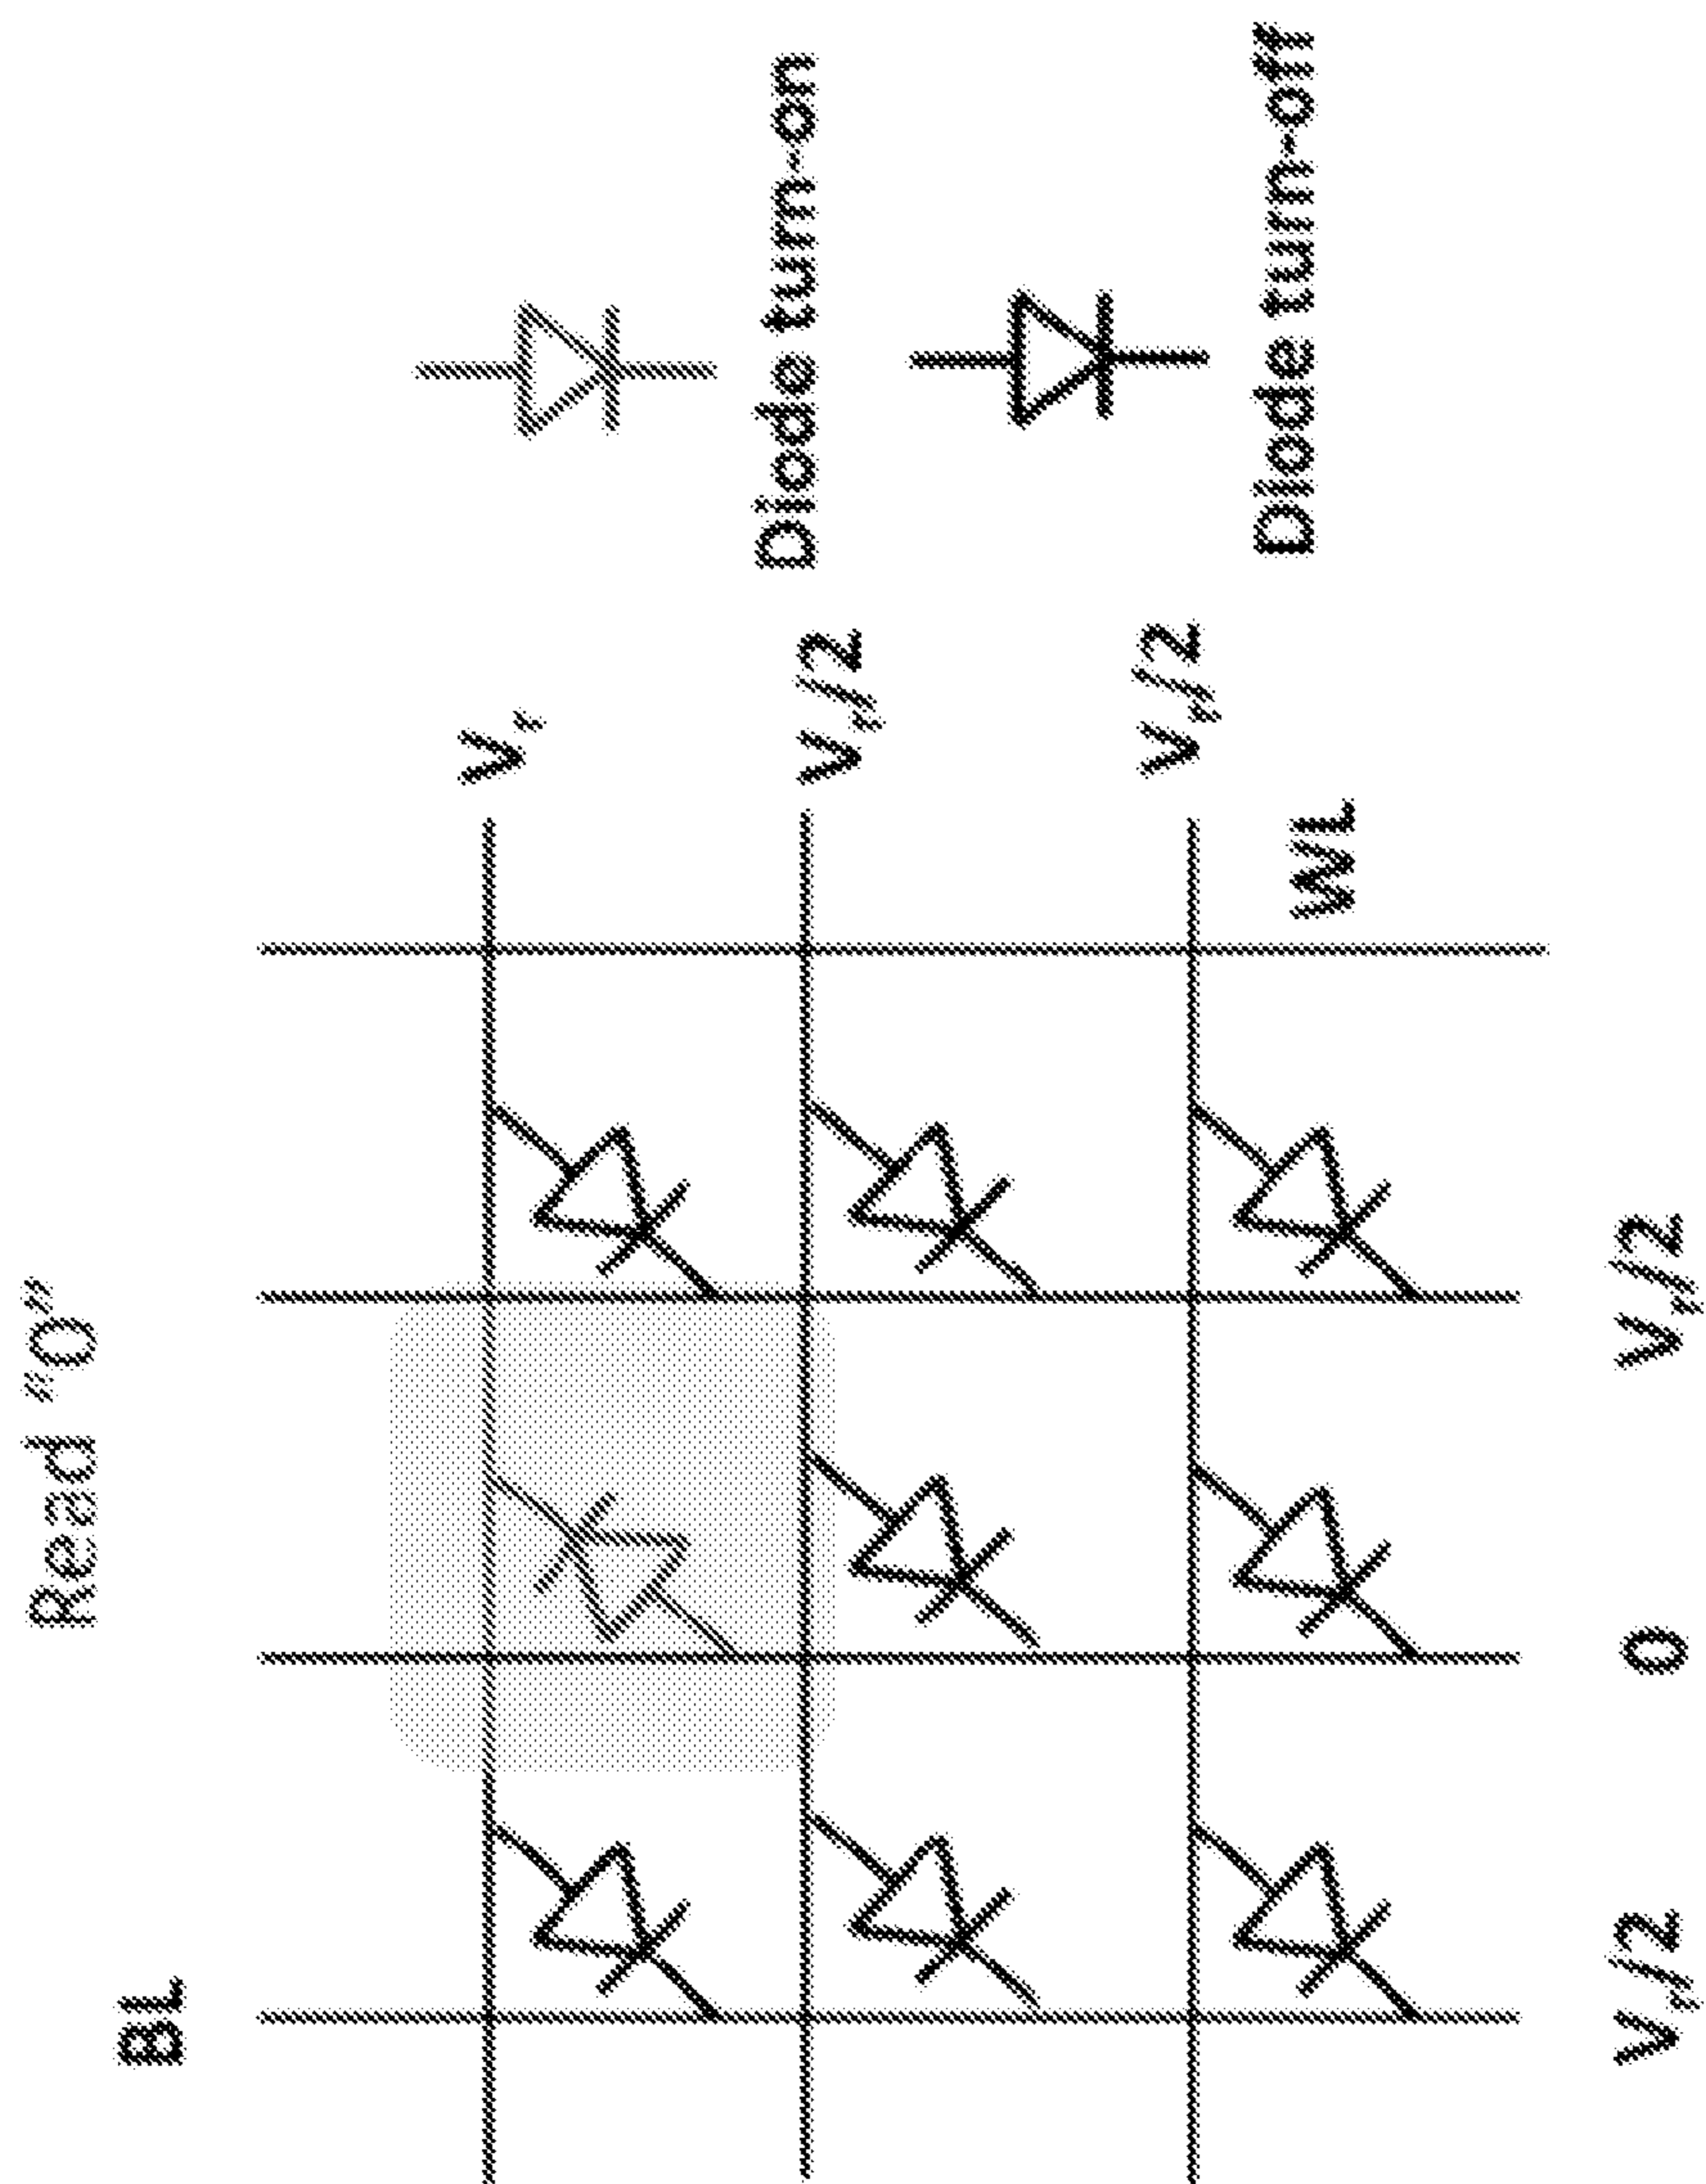 Read "0"
BL
Vr
Vr/2
Diode turn-on
Vr/2
WL
Diode turn-off
Vr/2 0 Vr/2